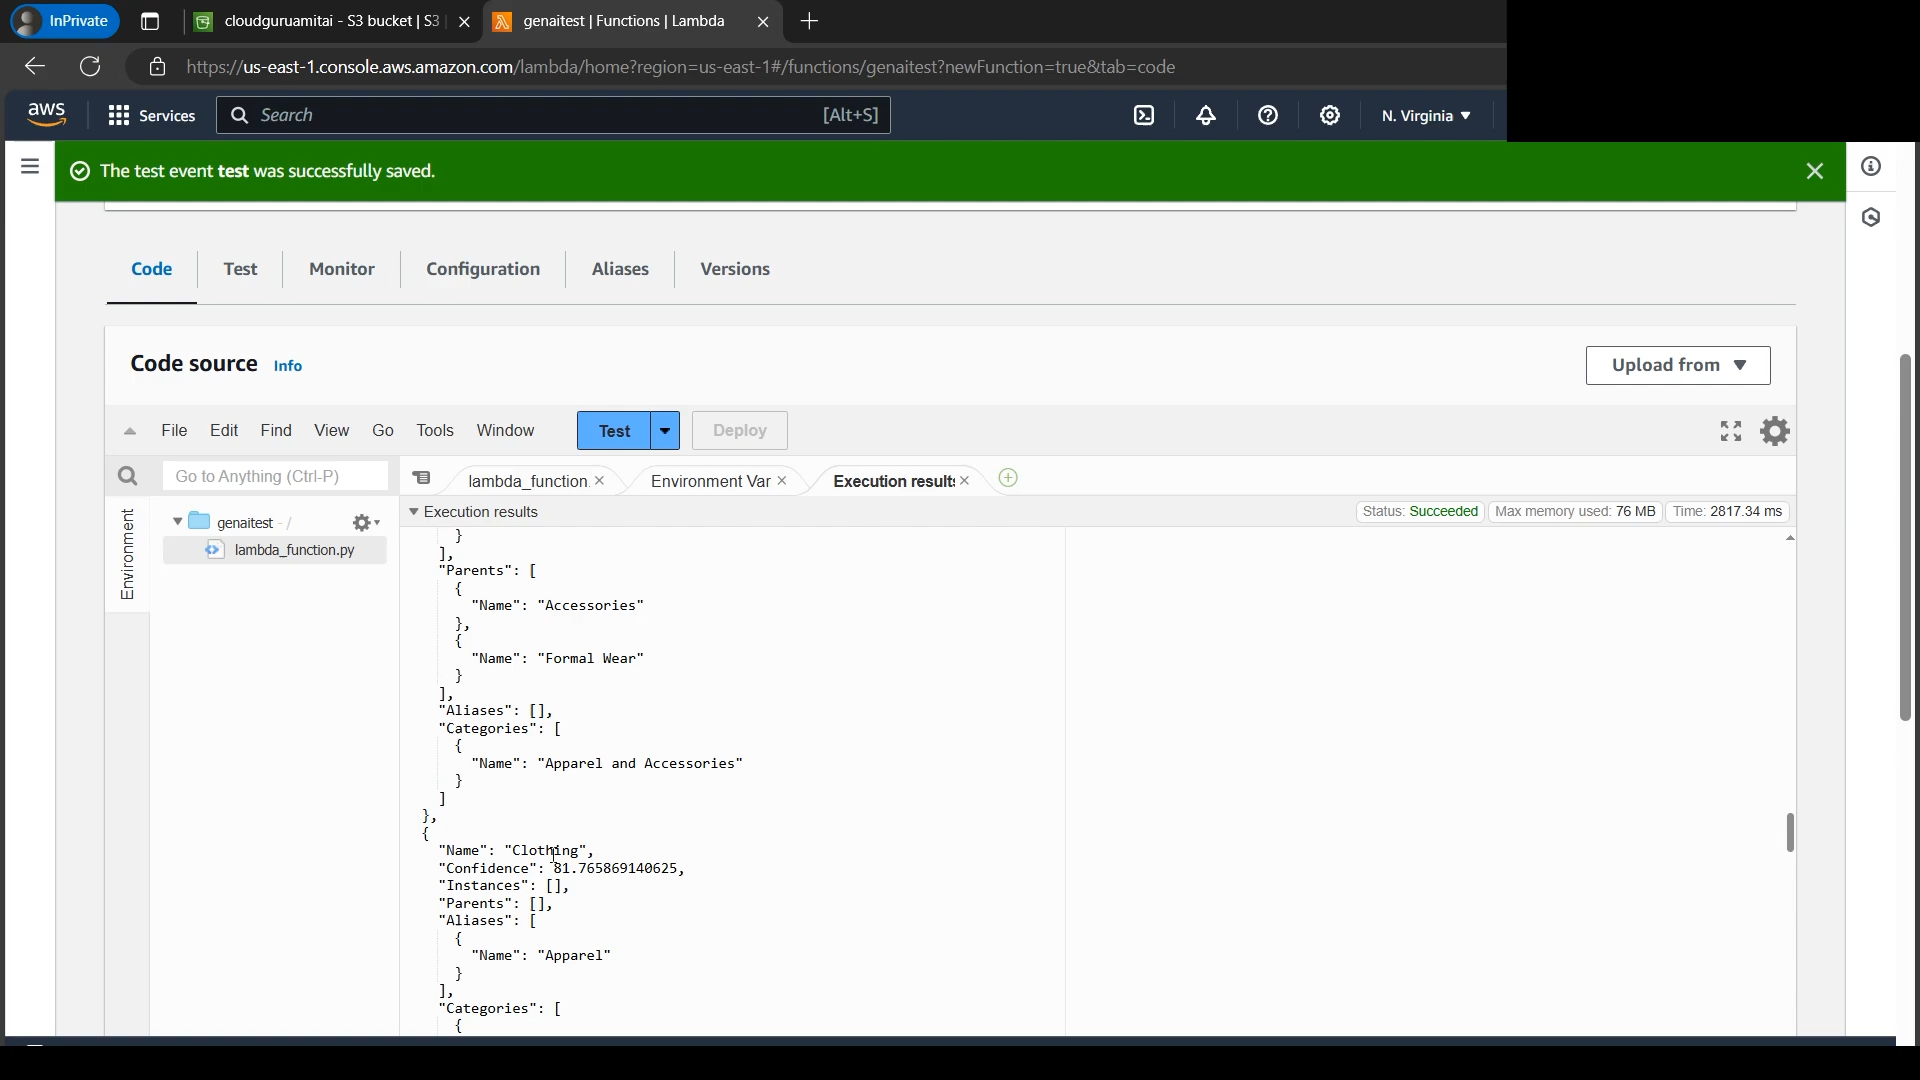 InPrivate
cloudguruamitai - S3 bucket | S3
genaitest | Functions | Lambda
https://us-east-1.console.aws.amazon.com/lambda/home?region=us-east-1#/functions/genaitest?newFunction=true&tab=code
aws
Services
Search
[Alt+S]
N. Virginia
The test event test was successfully saved.
Code
Test
Monitor
Configuration
Aliases
Versions
Code source
Info
Upload from
File
Edit
Find
View
Go
Tools
Window
Test
Deploy
Go to Anything (Ctrl-P)
lambda_function.
Environment Var
Execution results
Execution results
Status: Succeeded
Max memory used: 76 MB
Time: 2817.34 ms
Environment
genaitest - /
lambda_function.py
}
],
"Parents": [
{
"Name": "Accessories"
},
{
"Name": "Formal Wear"
}
],
"Aliases": [],
"Categories": [
{
"Name": "Apparel and Accessories"
}
]
},
{
"Name": "Clothing",
"Confidence": 81.765869140625,
"Instances": [],
"Parents": [],
"Aliases": [
{
"Name": "Apparel"
}
],
"Categories": [
{